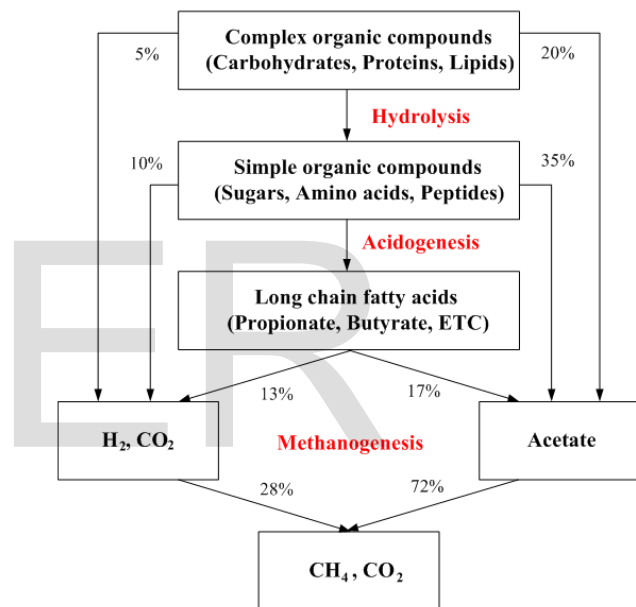 Complex organic compounds
(Carbohydrates, Proteins, Lipids)
5%
20%
Hydrolysis
Simple organic compounds
(Sugars, Amino acids, Peptides)
10%
35%
Acidogenesis
Long chain fatty acids
(Propionate, Butyrate, ETC)
13%
17%
H₂, CO₂
Methanogenesis
Acetate
28%
72%
CH₄ , CO₂
ER